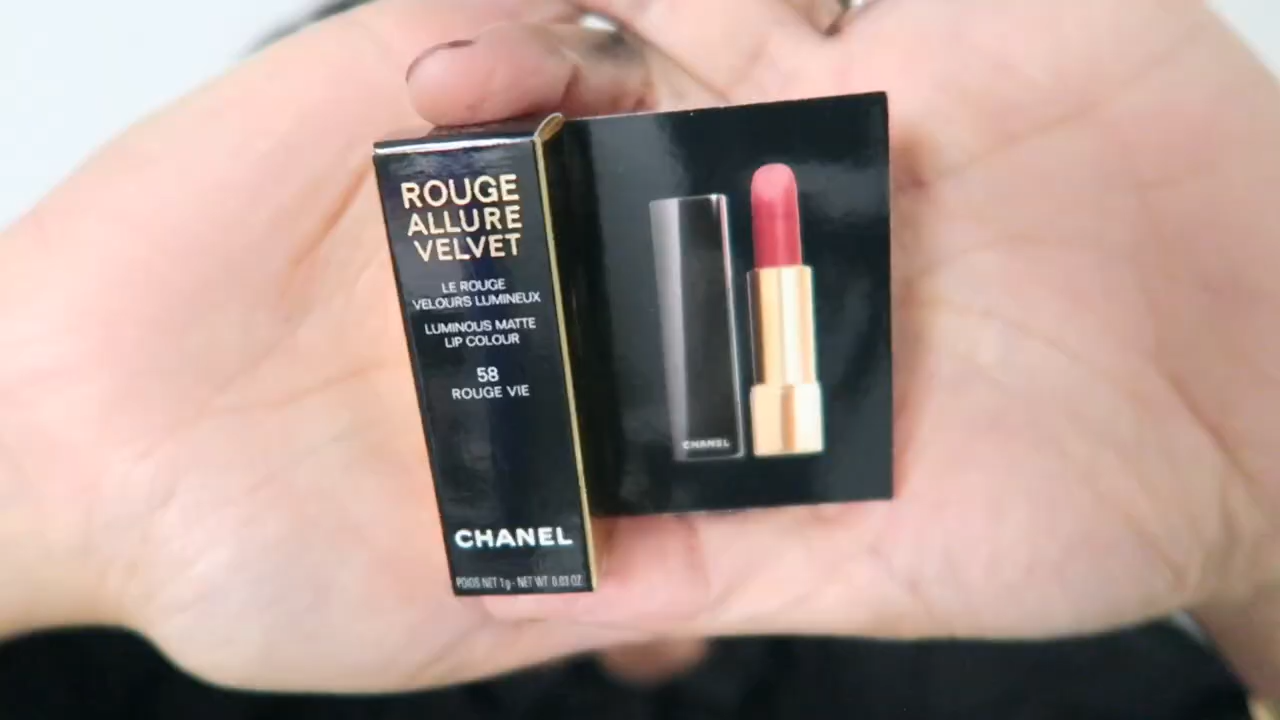 ROUGE
ALLURE
VELVET
LE ROUGE
VELOURS LUMINEUX
LUMINOUS MATTE
LIP COLOUR
58
ROUGE VIE
CHANEL
POIDS NET 1g - NET WT 0.03 OZ.
CHANEL